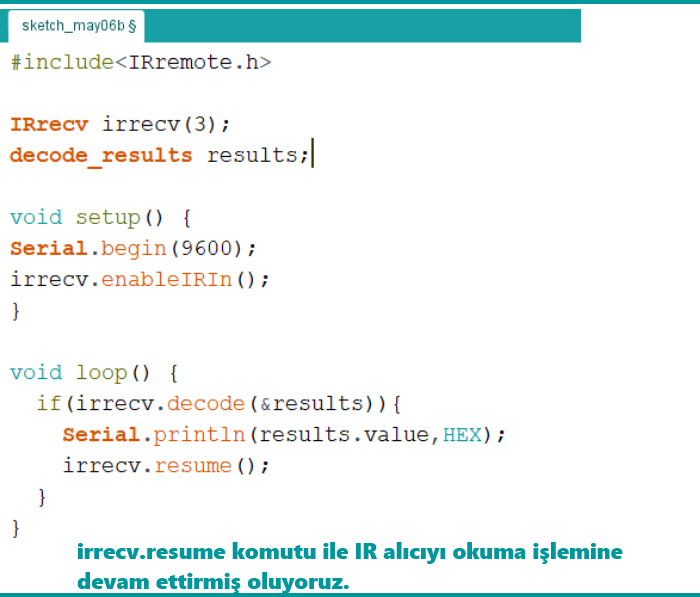 sketch_may06b §
#include<IRremote.h>
IRrecv irrecv(3);
decode_results results;
void setup() {
Serial.begin(9600);
irrecv.enableIRIn();
}
void loop() {
if(irrecv.decode(&results)){
Serial.println(results.value,HEX);
irrecv.resume();
}
}
irrecv.resume komutu ile IR alıcıyı okuma işlemine
devam ettirmiş oluyoruz.